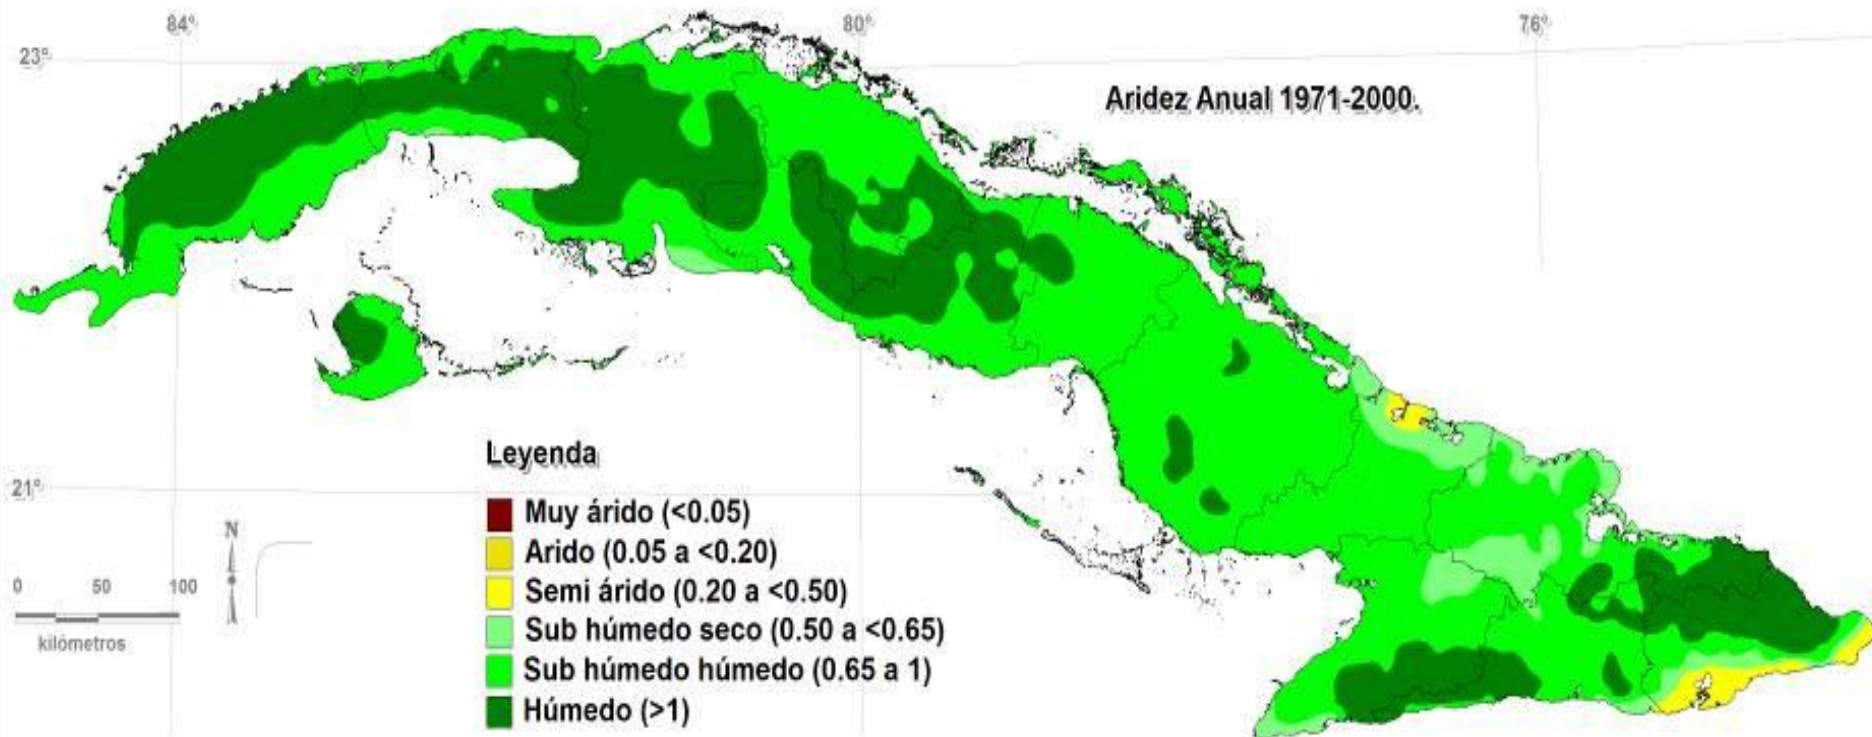 84°
80°
76°
23°
Aridez Anual 1971-2000.
21°
Leyenda
Muy árido (<0.05)
Arido (0.05 a <0.20)
Semi árido (0.20 a <0.50)
Sub húmedo seco (0.50 a <0.65)
Sub húmedo húmedo (0.65 a 1)
Húmedo (>1)
N
0 50 100
kilómetros